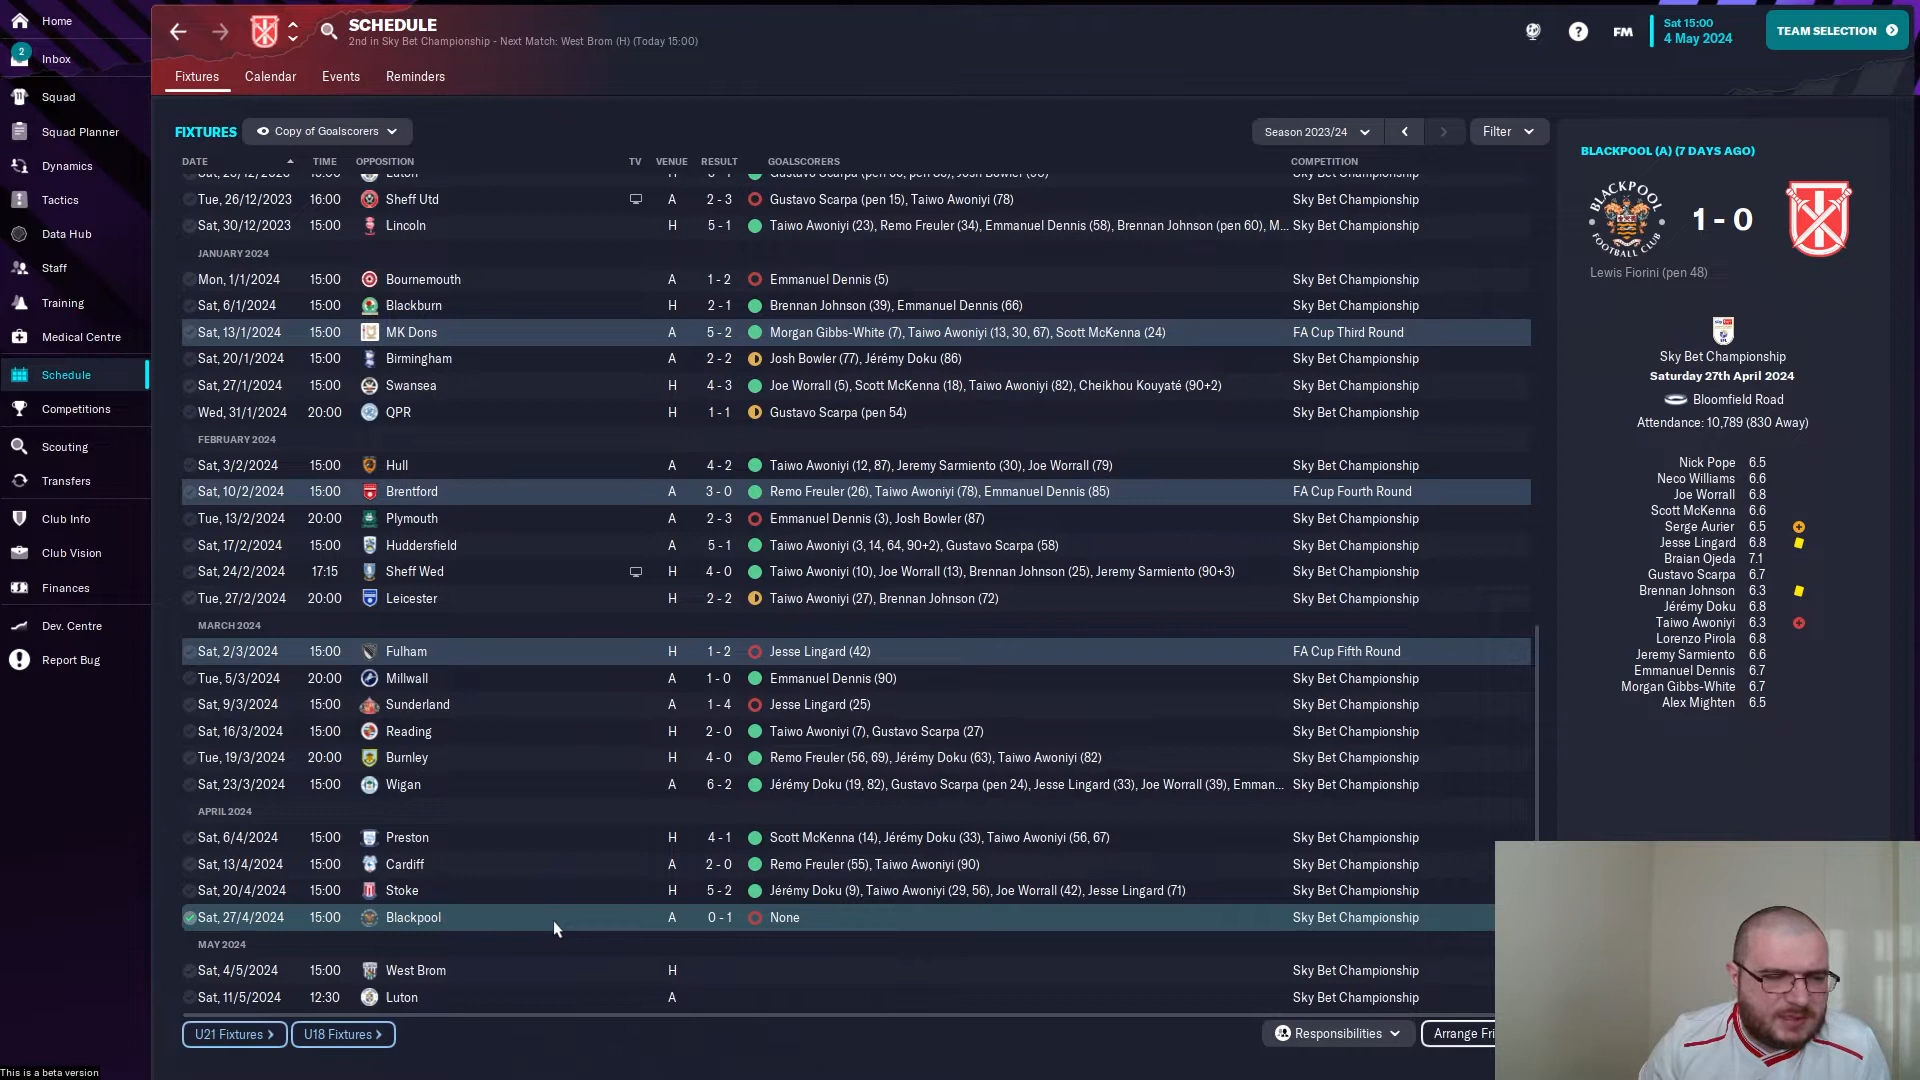 Home
2
Inbox
Squad
Squad Planner
Dynamics
Tactics
Data Hub
Staff
Training
Medical Centre
Schedule
Competitions
Scouting
Transfers
Club Info
Club Vision
Finances
Dev. Centre
Report Bug
This is a beta version
SCHEDULE
2nd in Sky Bet Championship - Next Match: West Brom (H) (Today 15:00)
? FM Sat 15:00
4 May 2024
TEAM SELECTION
Fixtures Calendar Events Reminders
FIXTURES Copy of Goalscorers Season 2023/24 Filter
DATE TIME OPPOSITION TV VENUE RESULT GOALSCORERS COMPETITION
Tue, 26/12/2023 16:00 Sheff Utd A 2 - 3 Gustavo Scarpa (pen 15), Taiwo Awoniyi (78) Sky Bet Championship
Sat, 30/12/2023 15:00 Lincoln H 5 - 1 Taiwo Awoniyi (23), Remo Freuler (34), Emmanuel Dennis (58), Brennan Johnson (pen 60), M... Sky Bet Championship
JANUARY 2024
Mon, 1/1/2024 15:00 Bournemouth A 1 - 2 Emmanuel Dennis (5) Sky Bet Championship
Sat, 6/1/2024 15:00 Blackburn H 2 - 1 Brennan Johnson (39), Emmanuel Dennis (66) Sky Bet Championship
Sat, 13/1/2024 15:00 MK Dons A 5 - 2 Morgan Gibbs-White (7), Taiwo Awoniyi (13, 30, 67), Scott McKenna (24) FA Cup Third Round
Sat, 20/1/2024 15:00 Birmingham A 2 - 2 Josh Bowler (77), Jérémy Doku (86) Sky Bet Championship
Sat, 27/1/2024 15:00 Swansea H 4 - 3 Joe Worrall (5), Scott McKenna (18), Taiwo Awoniyi (82), Cheikhou Kouyaté (90+2) Sky Bet Championship
Wed, 31/1/2024 20:00 QPR H 1 - 1 Gustavo Scarpa (pen 54) Sky Bet Championship
FEBRUARY 2024
Sat, 3/2/2024 15:00 Hull A 4 - 2 Taiwo Awoniyi (12, 87), Jeremy Sarmiento (30), Joe Worrall (79) Sky Bet Championship
Sat, 10/2/2024 15:00 Brentford A 3 - 0 Remo Freuler (26), Taiwo Awoniyi (78), Emmanuel Dennis (85) FA Cup Fourth Round
Tue, 13/2/2024 20:00 Plymouth A 2 - 3 Emmanuel Dennis (3), Josh Bowler (87) Sky Bet Championship
Sat, 17/2/2024 15:00 Huddersfield A 5 - 1 Taiwo Awoniyi (3, 14, 64, 90+2), Gustavo Scarpa (58) Sky Bet Championship
Sat, 24/2/2024 17:15 Sheff Wed H 4 - 0 Taiwo Awoniyi (10), Joe Worrall (13), Brennan Johnson (25), Jeremy Sarmiento (90+3) Sky Bet Championship
Tue, 27/2/2024 20:00 Leicester H 2 - 2 Taiwo Awoniyi (27), Brennan Johnson (72) Sky Bet Championship
MARCH 2024
Sat, 2/3/2024 15:00 Fulham H 1 - 2 Jesse Lingard (42) FA Cup Fifth Round
Tue, 5/3/2024 20:00 Millwall A 1 - 0 Emmanuel Dennis (90) Sky Bet Championship
Sat, 9/3/2024 15:00 Sunderland A 1 - 4 Jesse Lingard (25) Sky Bet Championship
Sat, 16/3/2024 15:00 Reading H 2 - 0 Taiwo Awoniyi (7), Gustavo Scarpa (27) Sky Bet Championship
Tue, 19/3/2024 20:00 Burnley H 4 - 0 Remo Freuler (56, 69), Jérémy Doku (63), Taiwo Awoniyi (82) Sky Bet Championship
Sat, 23/3/2024 15:00 Wigan A 6 - 2 Jérémy Doku (19, 82), Gustavo Scarpa (pen 24), Jesse Lingard (33), Joe Worrall (39), Emman... Sky Bet Championship
APRIL 2024
Sat, 6/4/2024 15:00 Preston H 4 - 1 Scott McKenna (14), Jérémy Doku (33), Taiwo Awoniyi (56, 67) Sky Bet Championship
Sat, 13/4/2024 15:00 Cardiff A 2 - 0 Remo Freuler (55), Taiwo Awoniyi (90) Sky Bet Championship
Sat, 20/4/2024 15:00 Stoke H 5 - 2 Jérémy Doku (9), Taiwo Awoniyi (29, 56), Joe Worrall (42), Jesse Lingard (71) Sky Bet Championship
Sat, 27/4/2024 15:00 Blackpool A 0 - 1 None Sky Bet Championship
MAY 2024
Sat, 4/5/2024 15:00 West Brom H Sky Bet Championship
Sat, 11/5/2024 12:30 Luton A Sky Bet Championship
U21 Fixtures U18 Fixtures Responsibilities Arrange Fri
BLACKPOOL (A) (7 DAYS AGO)
BLACKPOOL FOOTBALL CLUB
1 - 0
Lewis Fiorini (pen 48)
Sky Bet Championship
Saturday 27th April 2024
Bloomfield Road
Attendance: 10,789 (830 Away)
Nick Pope 6.5
Neco Williams 6.6
Joe Worrall 6.8
Scott McKenna 6.6
Serge Aurier 6.5
Jesse Lingard 6.8
Braian Ojeda 7.1
Gustavo Scarpa 6.7
Brennan Johnson 6.3
Jérémy Doku 6.8
Taiwo Awoniyi 6.3
Lorenzo Pirola 6.8
Jeremy Sarmiento 6.6
Emmanuel Dennis 6.7
Morgan Gibbs-White 6.7
Alex Mighten 6.5